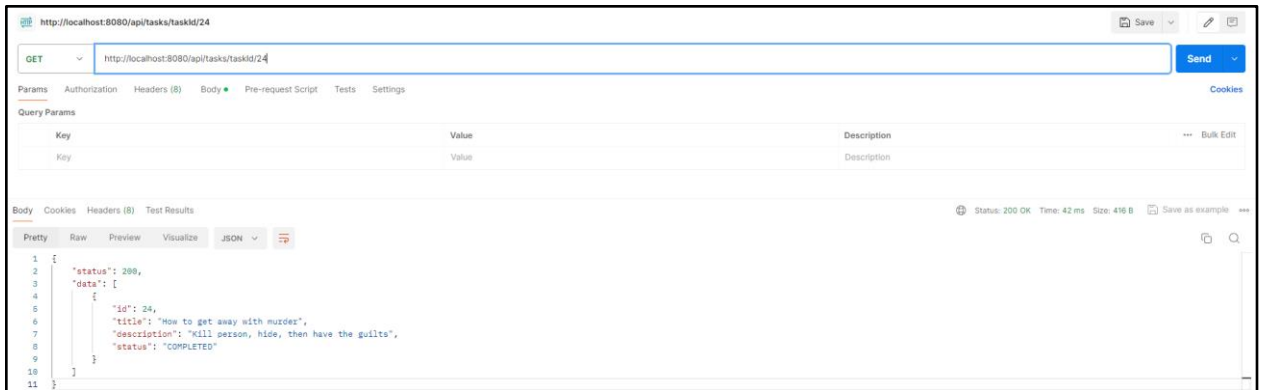 http://localhost:8080/api/tasks/taskId/24
Save
GET http://localhost:8080/api/tasks/taskId/24 Send
Params Authorization Headers (8) Body Pre-request Script Tests Settings Cookies
Query Params
Key Value Description Bulk Edit
Key Value Description
Body Cookies Headers (8) Test Results Status: 200 OK Time: 42 ms Size: 416 B Save as example
Pretty Raw Preview Visualize JSON
1 {
2 "status": 200,
3 "data": [
4 {
5 "id": 24,
6 "title": "How to get away with murder",
7 "description": "Kill person, hide, then have the guilts",
8 "status": "COMPLETED"
9 }
10 ]
11 }